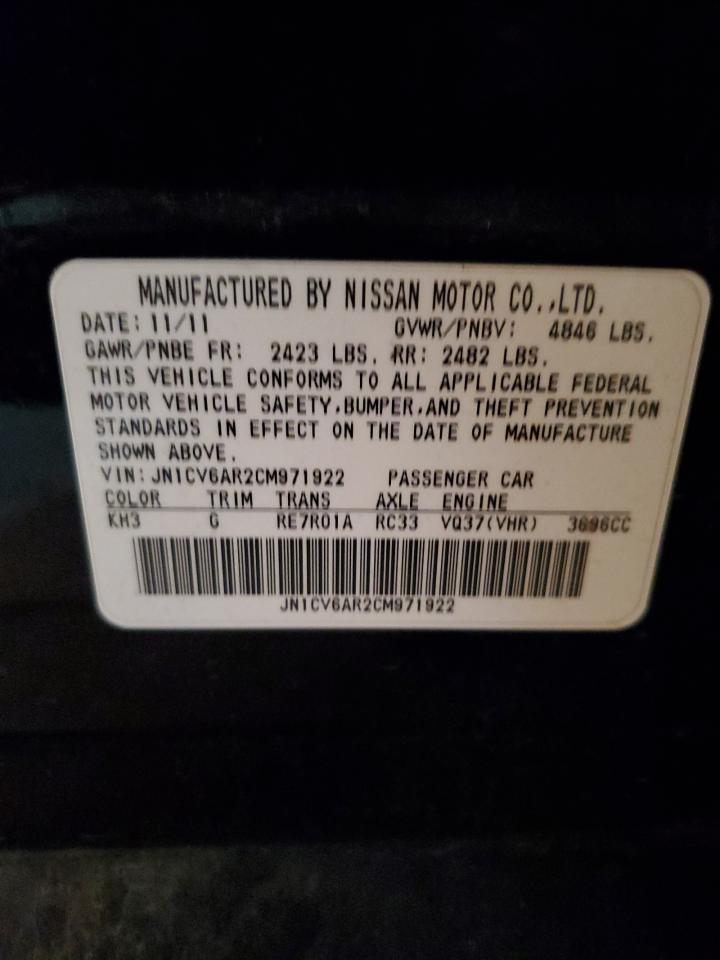 MANUFACTURED BY NISSAN MOTOR CO.,LTD.
DATE: 11/11 GVWR/PNBV: 4846 LBS.
GAWR/PNBE FR: 2423 LBS. RR: 2482 LBS.
THIS VEHICLE CONFORMS TO ALL APPLICABLE FEDERAL
MOTOR VEHICLE SAFETY,BUMPER,AND THEFT PREVENTION
STANDARDS IN EFFECT ON THE DATE OF MANUFACTURE
SHOWN ABOVE.
VIN: JN1CV6AR2CM971922 PASSENGER CAR
COLOR TRIM TRANS AXLE ENGINE
KH3 G RE7R01A RC33 VQ37(VHR) 3696CC
JN1CV6AR2CM971922